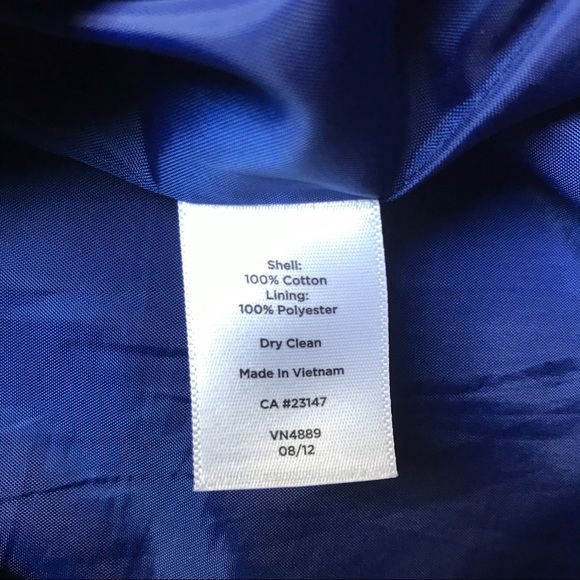 Shell:
100% Cotton
Lining:
100% Polyester
Dry Clean
Made In Vietnam
CA #23147
VN4889
08/12